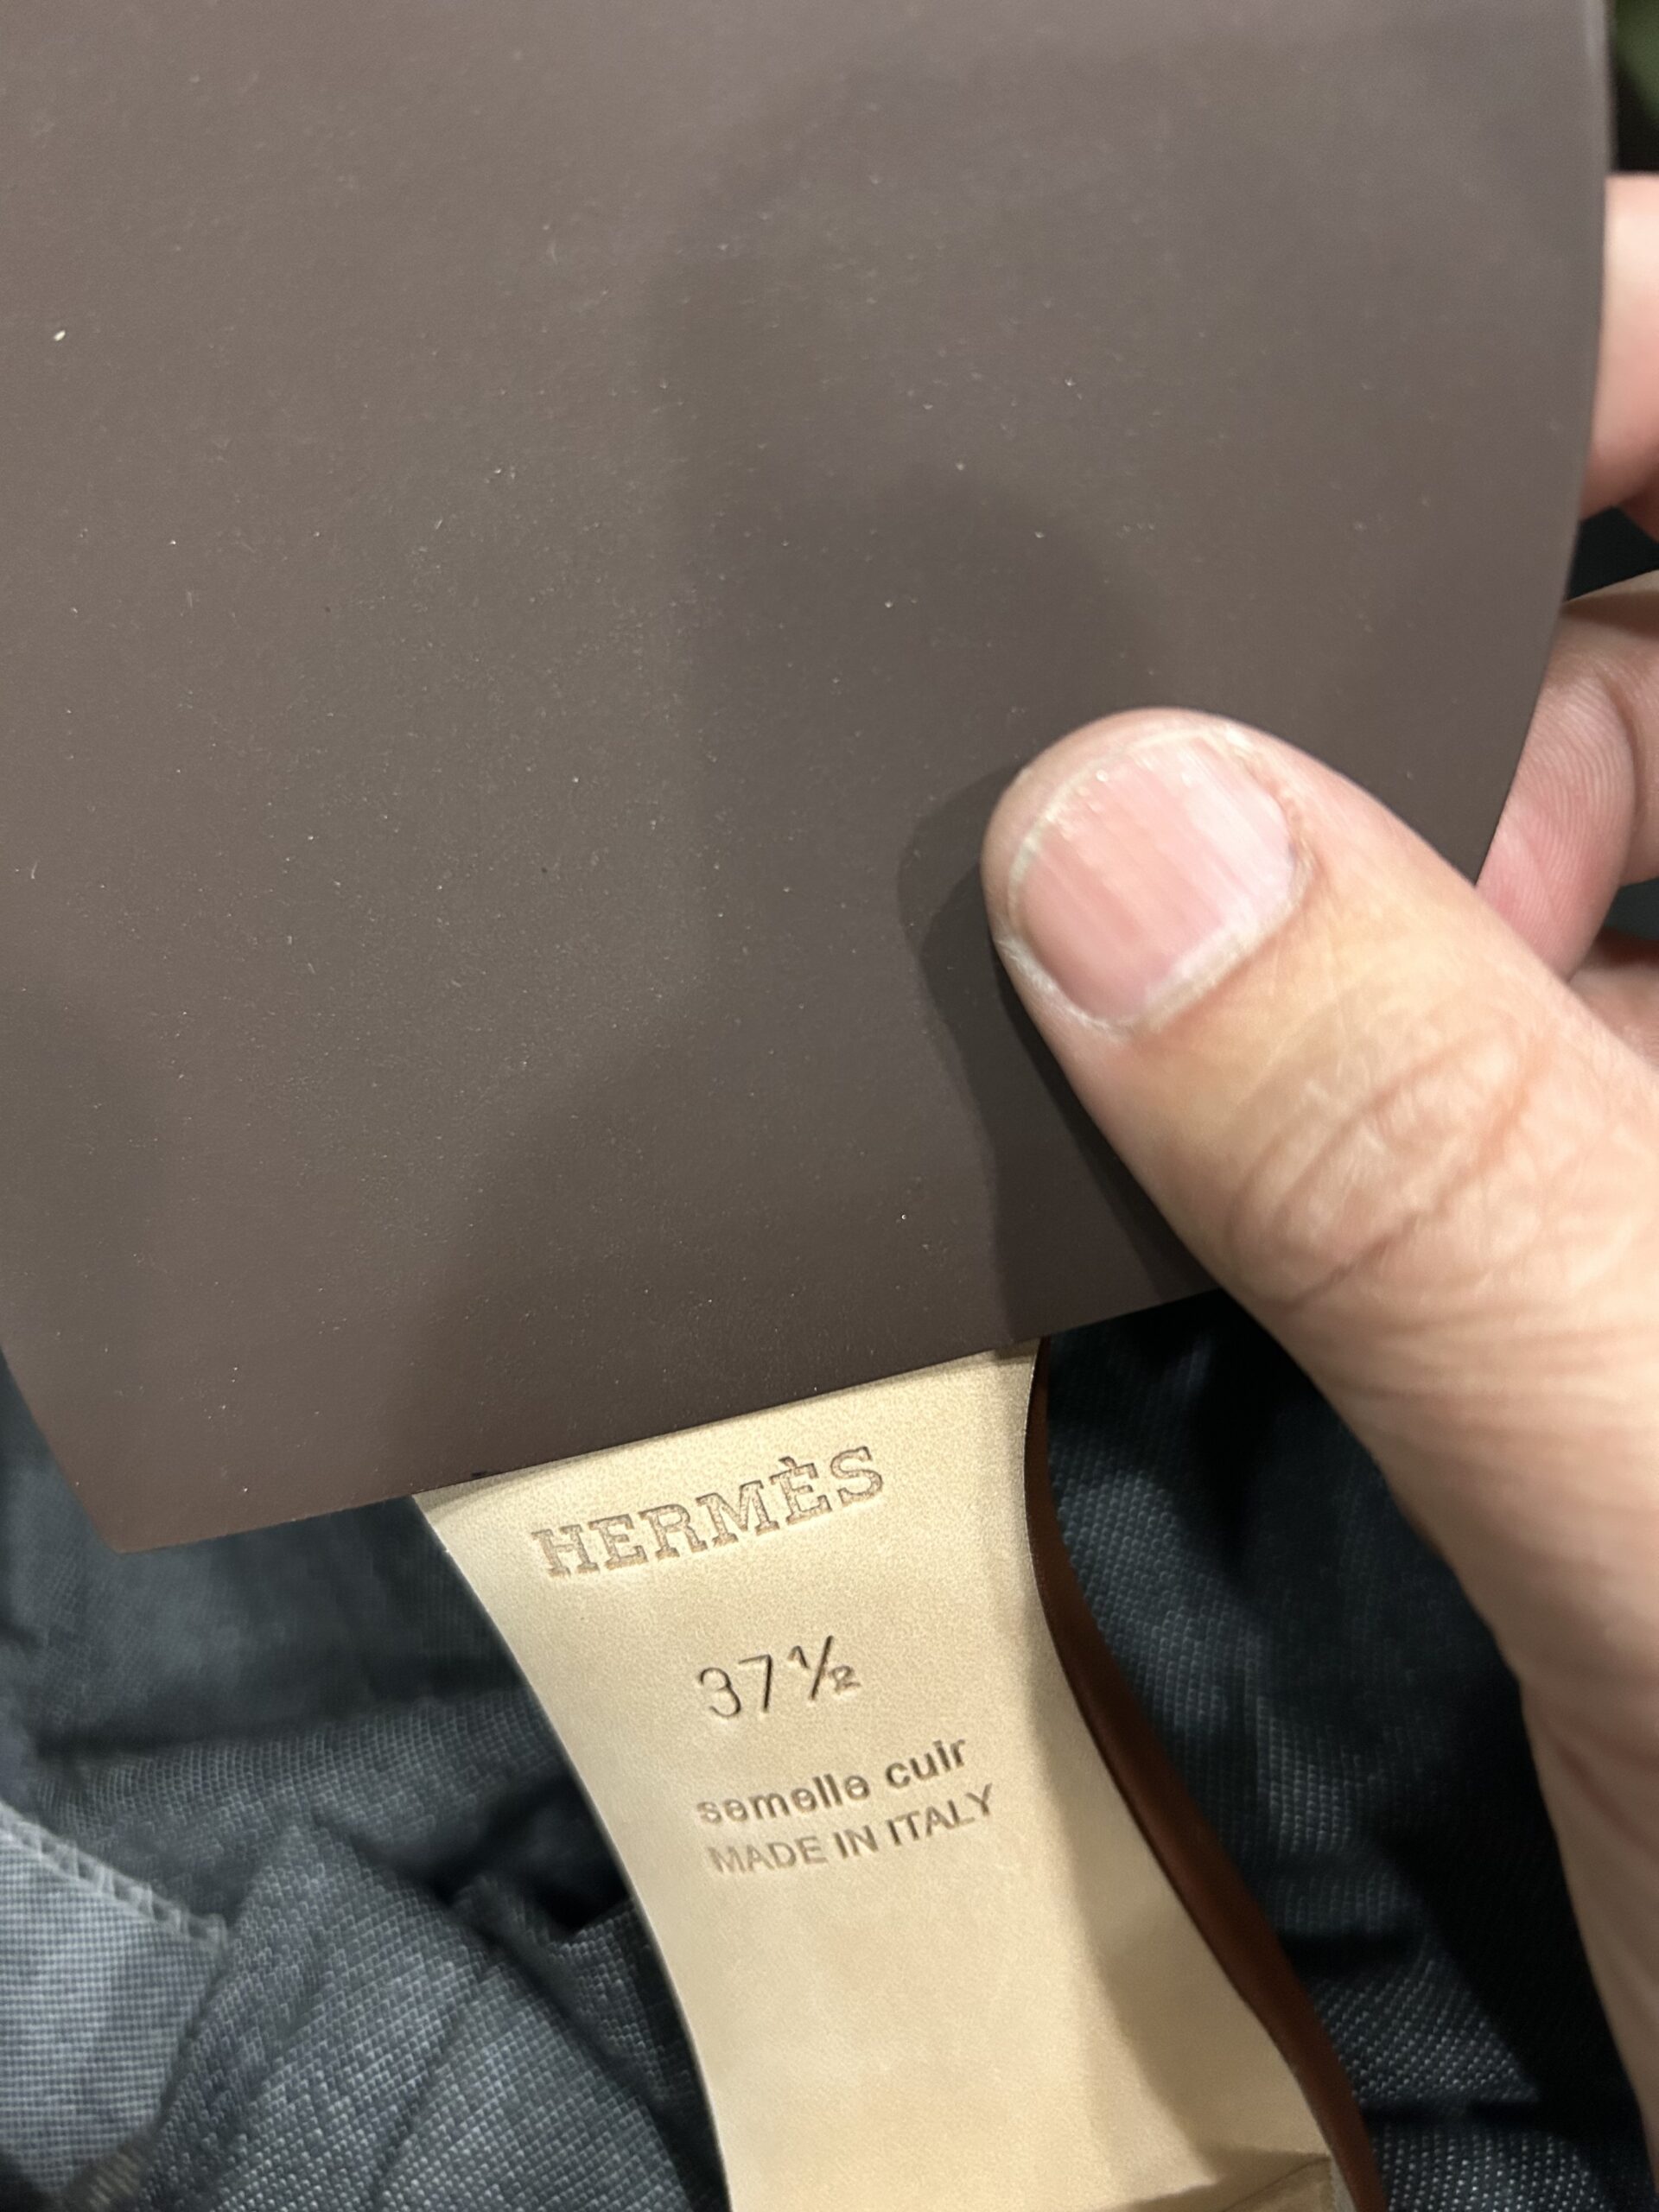 HERMÈS
37½
semelle cuir
MADE IN ITALY